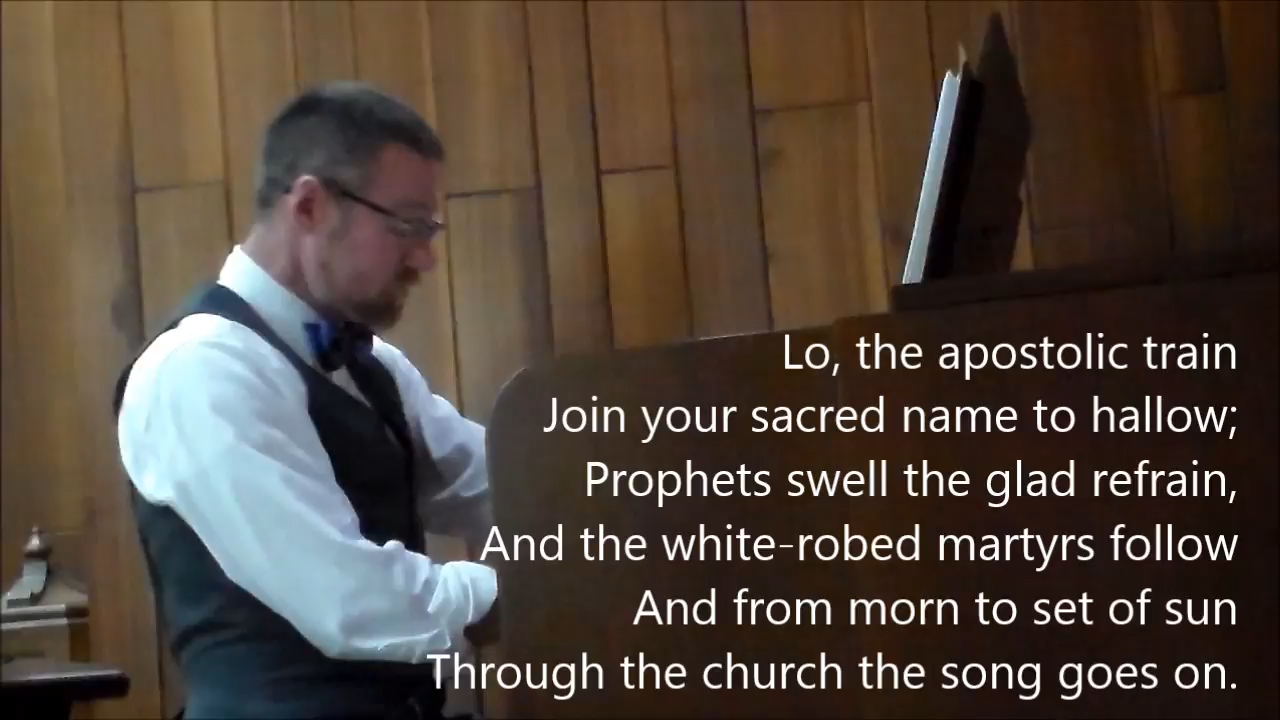 Lo, the apostolic train
Join your sacred name to hallow;
Prophets swell the glad refrain,
And the white-robed martyrs follow
And from morn to set of sun
Through the church the song goes on.